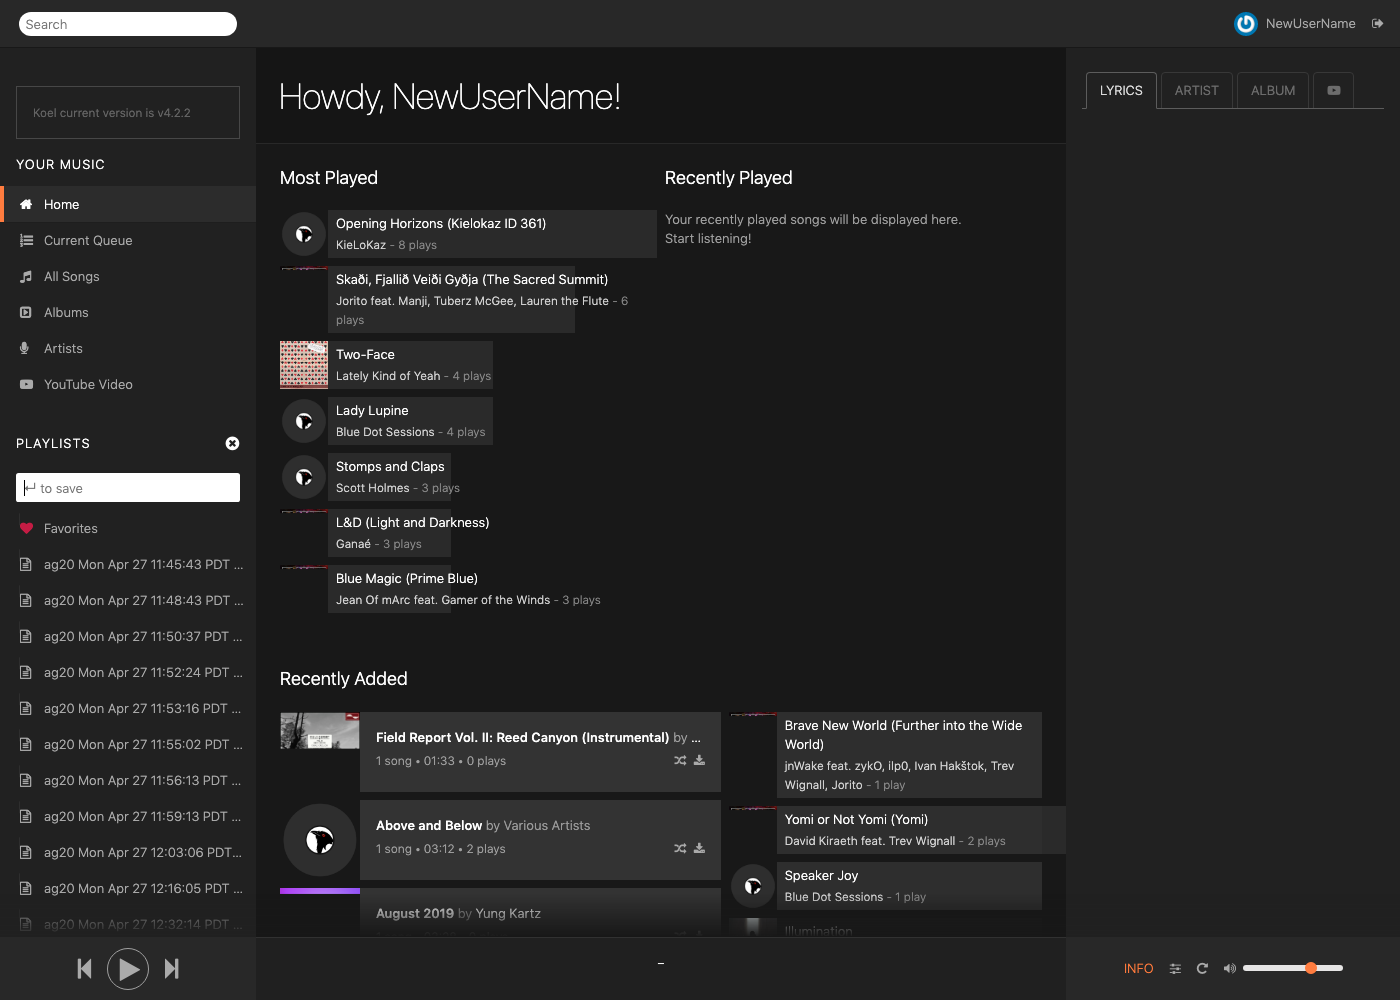 Search
NewUserName
Koel current version is v4.2.2
YOUR MUSIC
Home
Current Queue
All Songs
Albums
Artists
YouTube Video
PLAYLISTS
to save
Favorites
ag20 Mon Apr 27 11:45:43 PDT ...
ag20 Mon Apr 27 11:48:43 PDT ...
ag20 Mon Apr 27 11:50:37 PDT ...
ag20 Mon Apr 27 11:52:24 PDT ...
ag20 Mon Apr 27 11:53:16 PDT ...
ag20 Mon Apr 27 11:55:02 PDT ...
ag20 Mon Apr 27 11:56:13 PDT ...
ag20 Mon Apr 27 11:59:13 PDT ...
ag20 Mon Apr 27 12:03:06 PDT...
ag20 Mon Apr 27 12:16:05 PDT ...
ag20 Mon Apr 27 12:32:14 PDT ...
Howdy, NewUserName!
Most Played
Opening Horizons (Kielokaz ID 361)
KieLoKaz - 8 plays
Skaði, Fjallið Veiði Gyðja (The Sacred Summit)
Jorito feat. Manji, Tuberz McGee, Lauren the Flute - 6
plays
Two-Face
Lately Kind of Yeah - 4 plays
Lady Lupine
Blue Dot Sessions - 4 plays
Stomps and Claps
Scott Holmes - 3 plays
L&D (Light and Darkness)
Ganaé - 3 plays
Blue Magic (Prime Blue)
Jean Of mArc feat. Gamer of the Winds - 3 plays
Recently Played
Your recently played songs will be displayed here.
Start listening!
Recently Added
Field Report Vol. II: Reed Canyon (Instrumental) by ...
1 song • 01:33 • 0 plays
Above and Below by Various Artists
1 song • 03:12 • 2 plays
August 2019 by Yung Kartz
Brave New World (Further into the Wide
World)
jnWake feat. zykO, ilp0, Ivan Hakštok, Trev
Wignall, Jorito - 1 play
Yomi or Not Yomi (Yomi)
David Kiraeth feat. Trev Wignall - 2 plays
Speaker Joy
Blue Dot Sessions - 1 play
Illumination
LYRICS
ARTIST
ALBUM
–
INFO